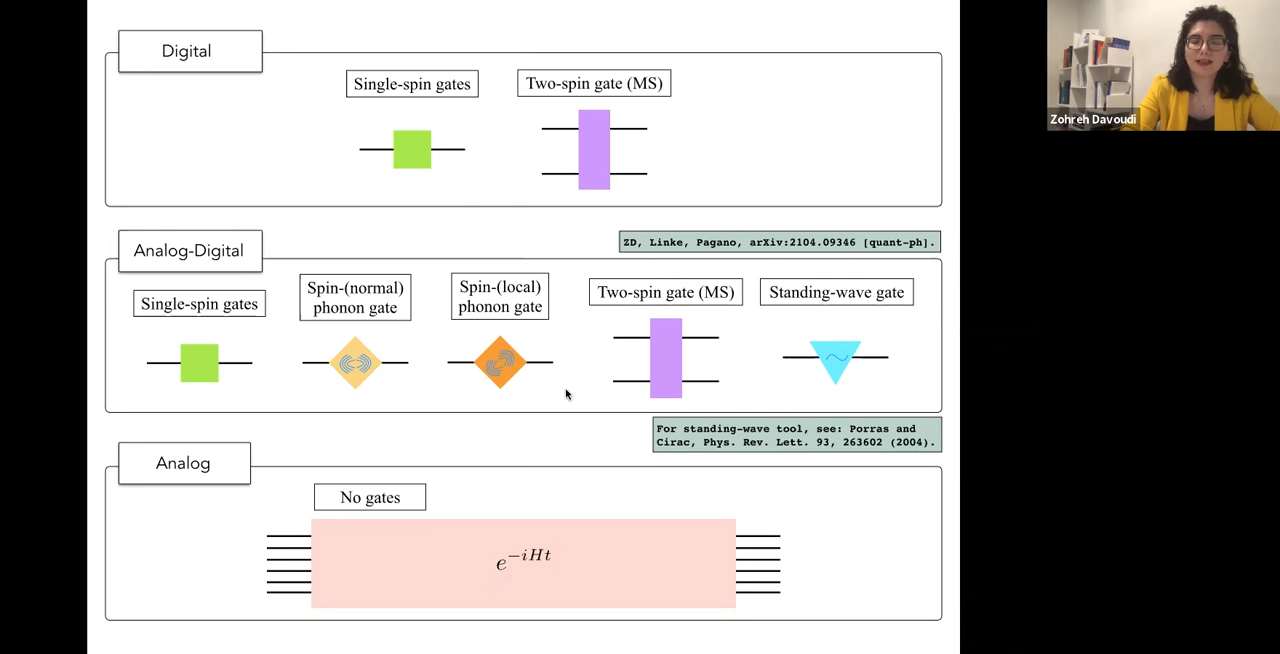 Digital
Single-spin gates
Two-spin gate (MS)
Zohreh Davoudi
Analog-Digital
ZD, Linke, Pagano, arXiv:2104.09346 [quant-ph].
Single-spin gates
Spin-(normal)
phonon gate
Spin-(local)
phonon gate
Two-spin gate (MS)
Standing-wave gate
For standing-wave tool, see: Porras and
Cirac, Phys. Rev. Lett. 93, 263602 (2004).
Analog
No gates
e^{-iHt}